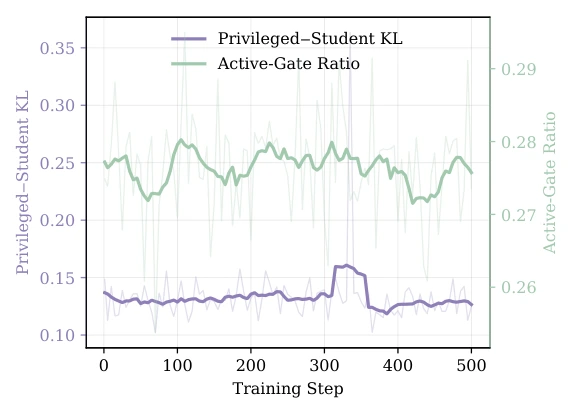 Privileged–Student KL
Active-Gate Ratio
0.35
0.30
0.25
0.20
0.15
0.10
Privileged–Student KL
0.29
0.28
0.27
0.26
Active-Gate Ratio
0 100 200 300 400 500
Training Step